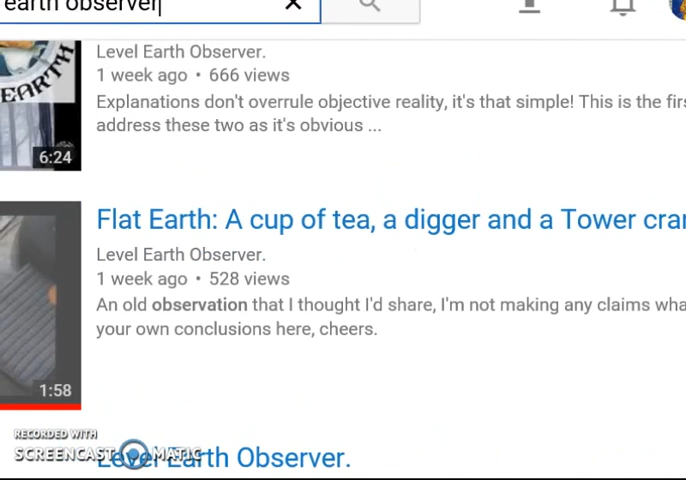 earth observer
Level Earth Observer.
1 week ago • 666 views
Explanations don't overrule objective reality, it's that simple! This is the
address these two as it's obvious ...
EARTH
6:24
Flat Earth: A cup of tea, a digger and a Tower
Level Earth Observer.
1 week ago • 528 views
An old observation that I thought I'd share, I'm not making any claims
your own conclusions here, cheers.
1:58
RECORDED WITH
SCREENCAST MATIC
Level Earth Observer.